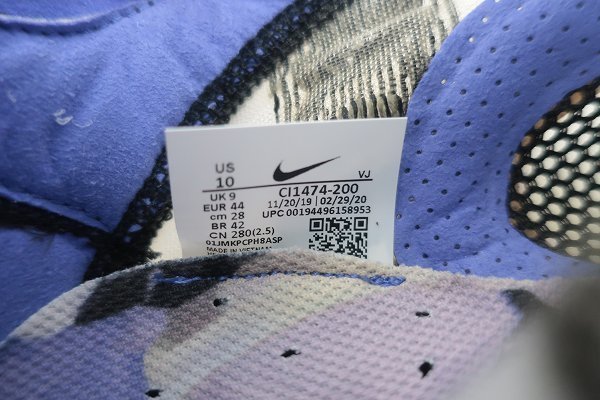 US
10
UK 9
EUR 44
cm 28
BR 42
CN 280(2.5)
01JMKPCPH8ASP
MADE IN VIETNAM
VJ
CI1474-200
11/20/19 | 02/29/20
UPC 00194496158953